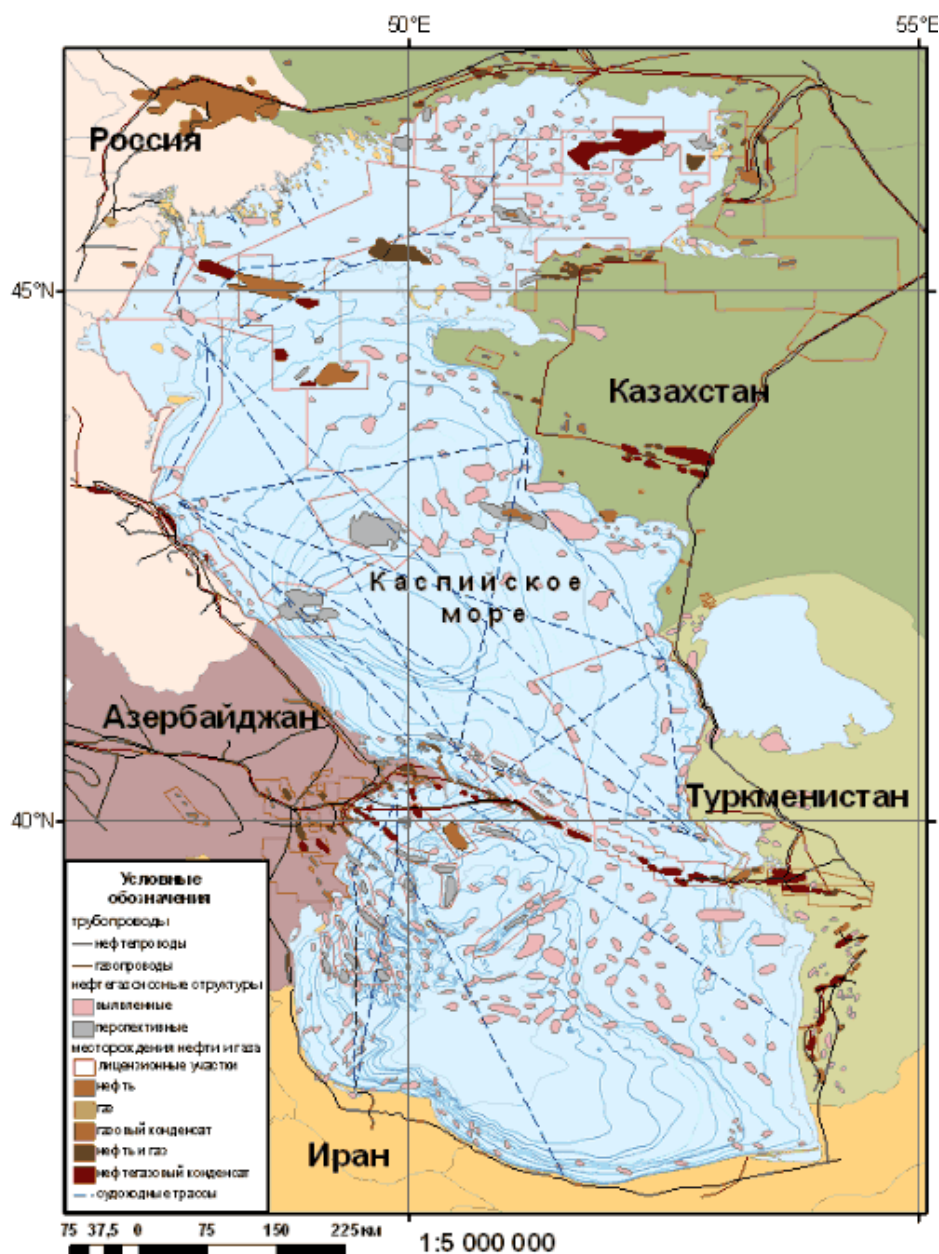 50°E 55°E
Россия
45°N
Казахстан
Каспийское
море
Азербайджан
Туркменистан
40°N
Условные
обозначения
трубопроводы
нефтепроводы
газопроводы
нефтегазоносные структуры
выявленные
перспективные
месторождения нефти и газа
лицензионные участки
нефть
газ
газовый конденсат
нефть и газ
нефтегазовый конденсат
судоходные трассы
Иран
75 37,5 0 75 150 225 км
1:5 000 000